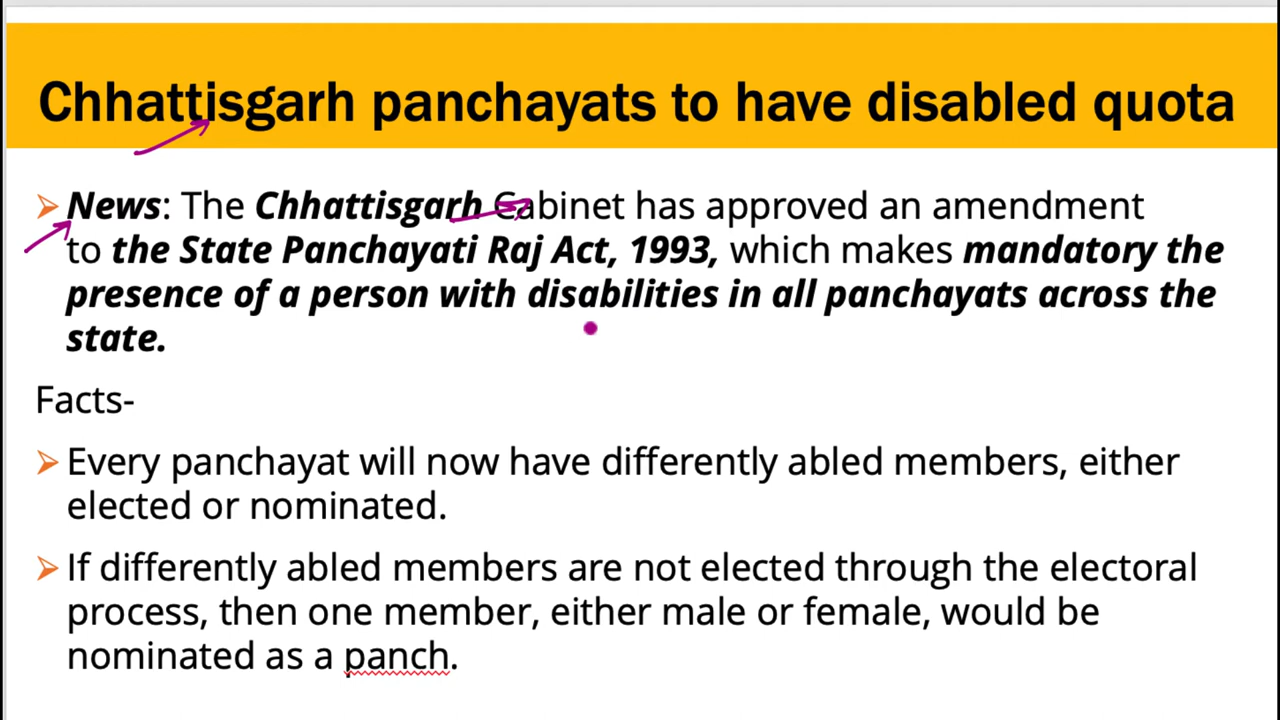 Chhattisgarh panchayats to have disabled quota
News: The Chhattisgarh Cabinet has approved an amendment
to the State Panchayati Raj Act, 1993, which makes mandatory the
presence of a person with disabilities in all panchayats across the
state.
Facts-
Every panchayat will now have differently abled members, either
elected or nominated.
If differently abled members are not elected through the electoral
process, then one member, either male or female, would be
nominated as a panch.